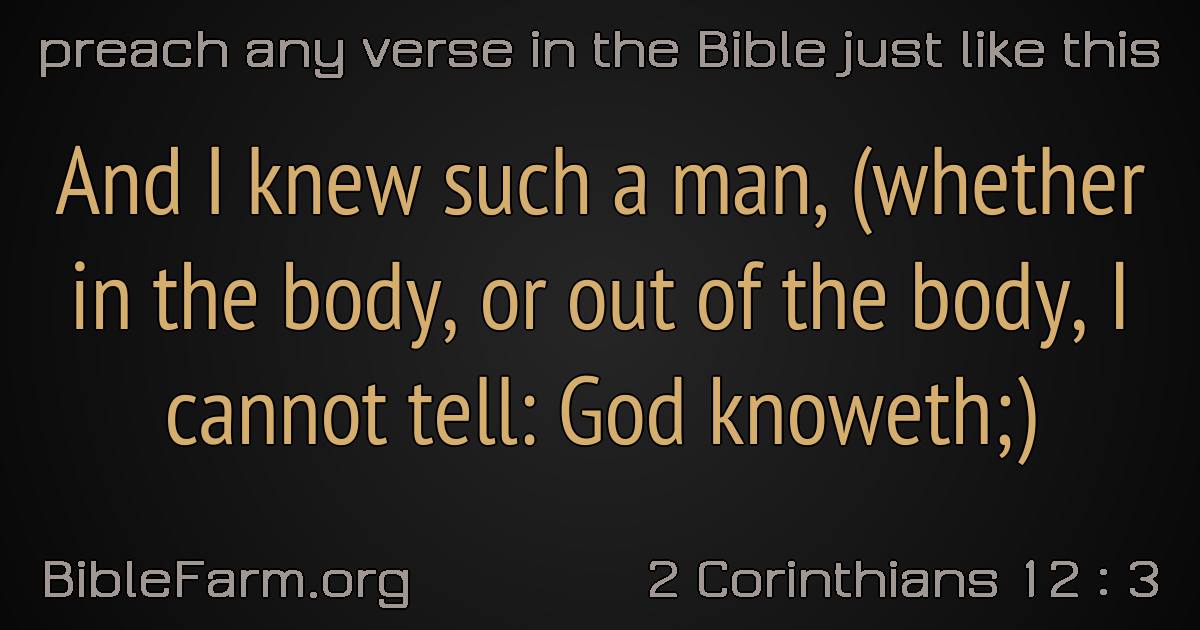 preach any verse in the Bible just like this
And I knew such a man, (whether
in the body, or out of the body, I
cannot tell: God knoweth;)
BibleFarm.org
2 Corinthians 12 : 3